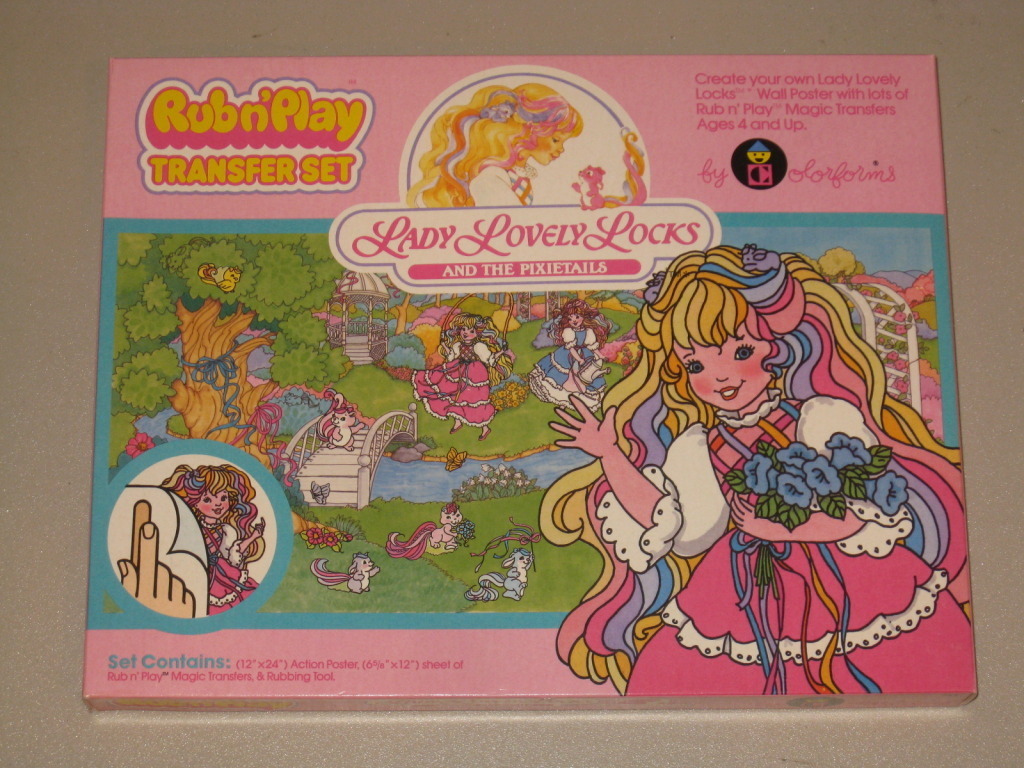 Rub n' Play™
TRANSFER SET
LADY LOVELY LOCKS™
AND THE PIXIETAILS
Create your own Lady Lovely
Locks™ Wall Poster with lots of
Rub n' Play™ Magic Transfers
Ages 4 and Up.
by Colorforms®
Set Contains: (12"x24") Action Poster, (6⅝"x12") sheet of
Rub n' Play™ Magic Transfers, & Rubbing Tool.